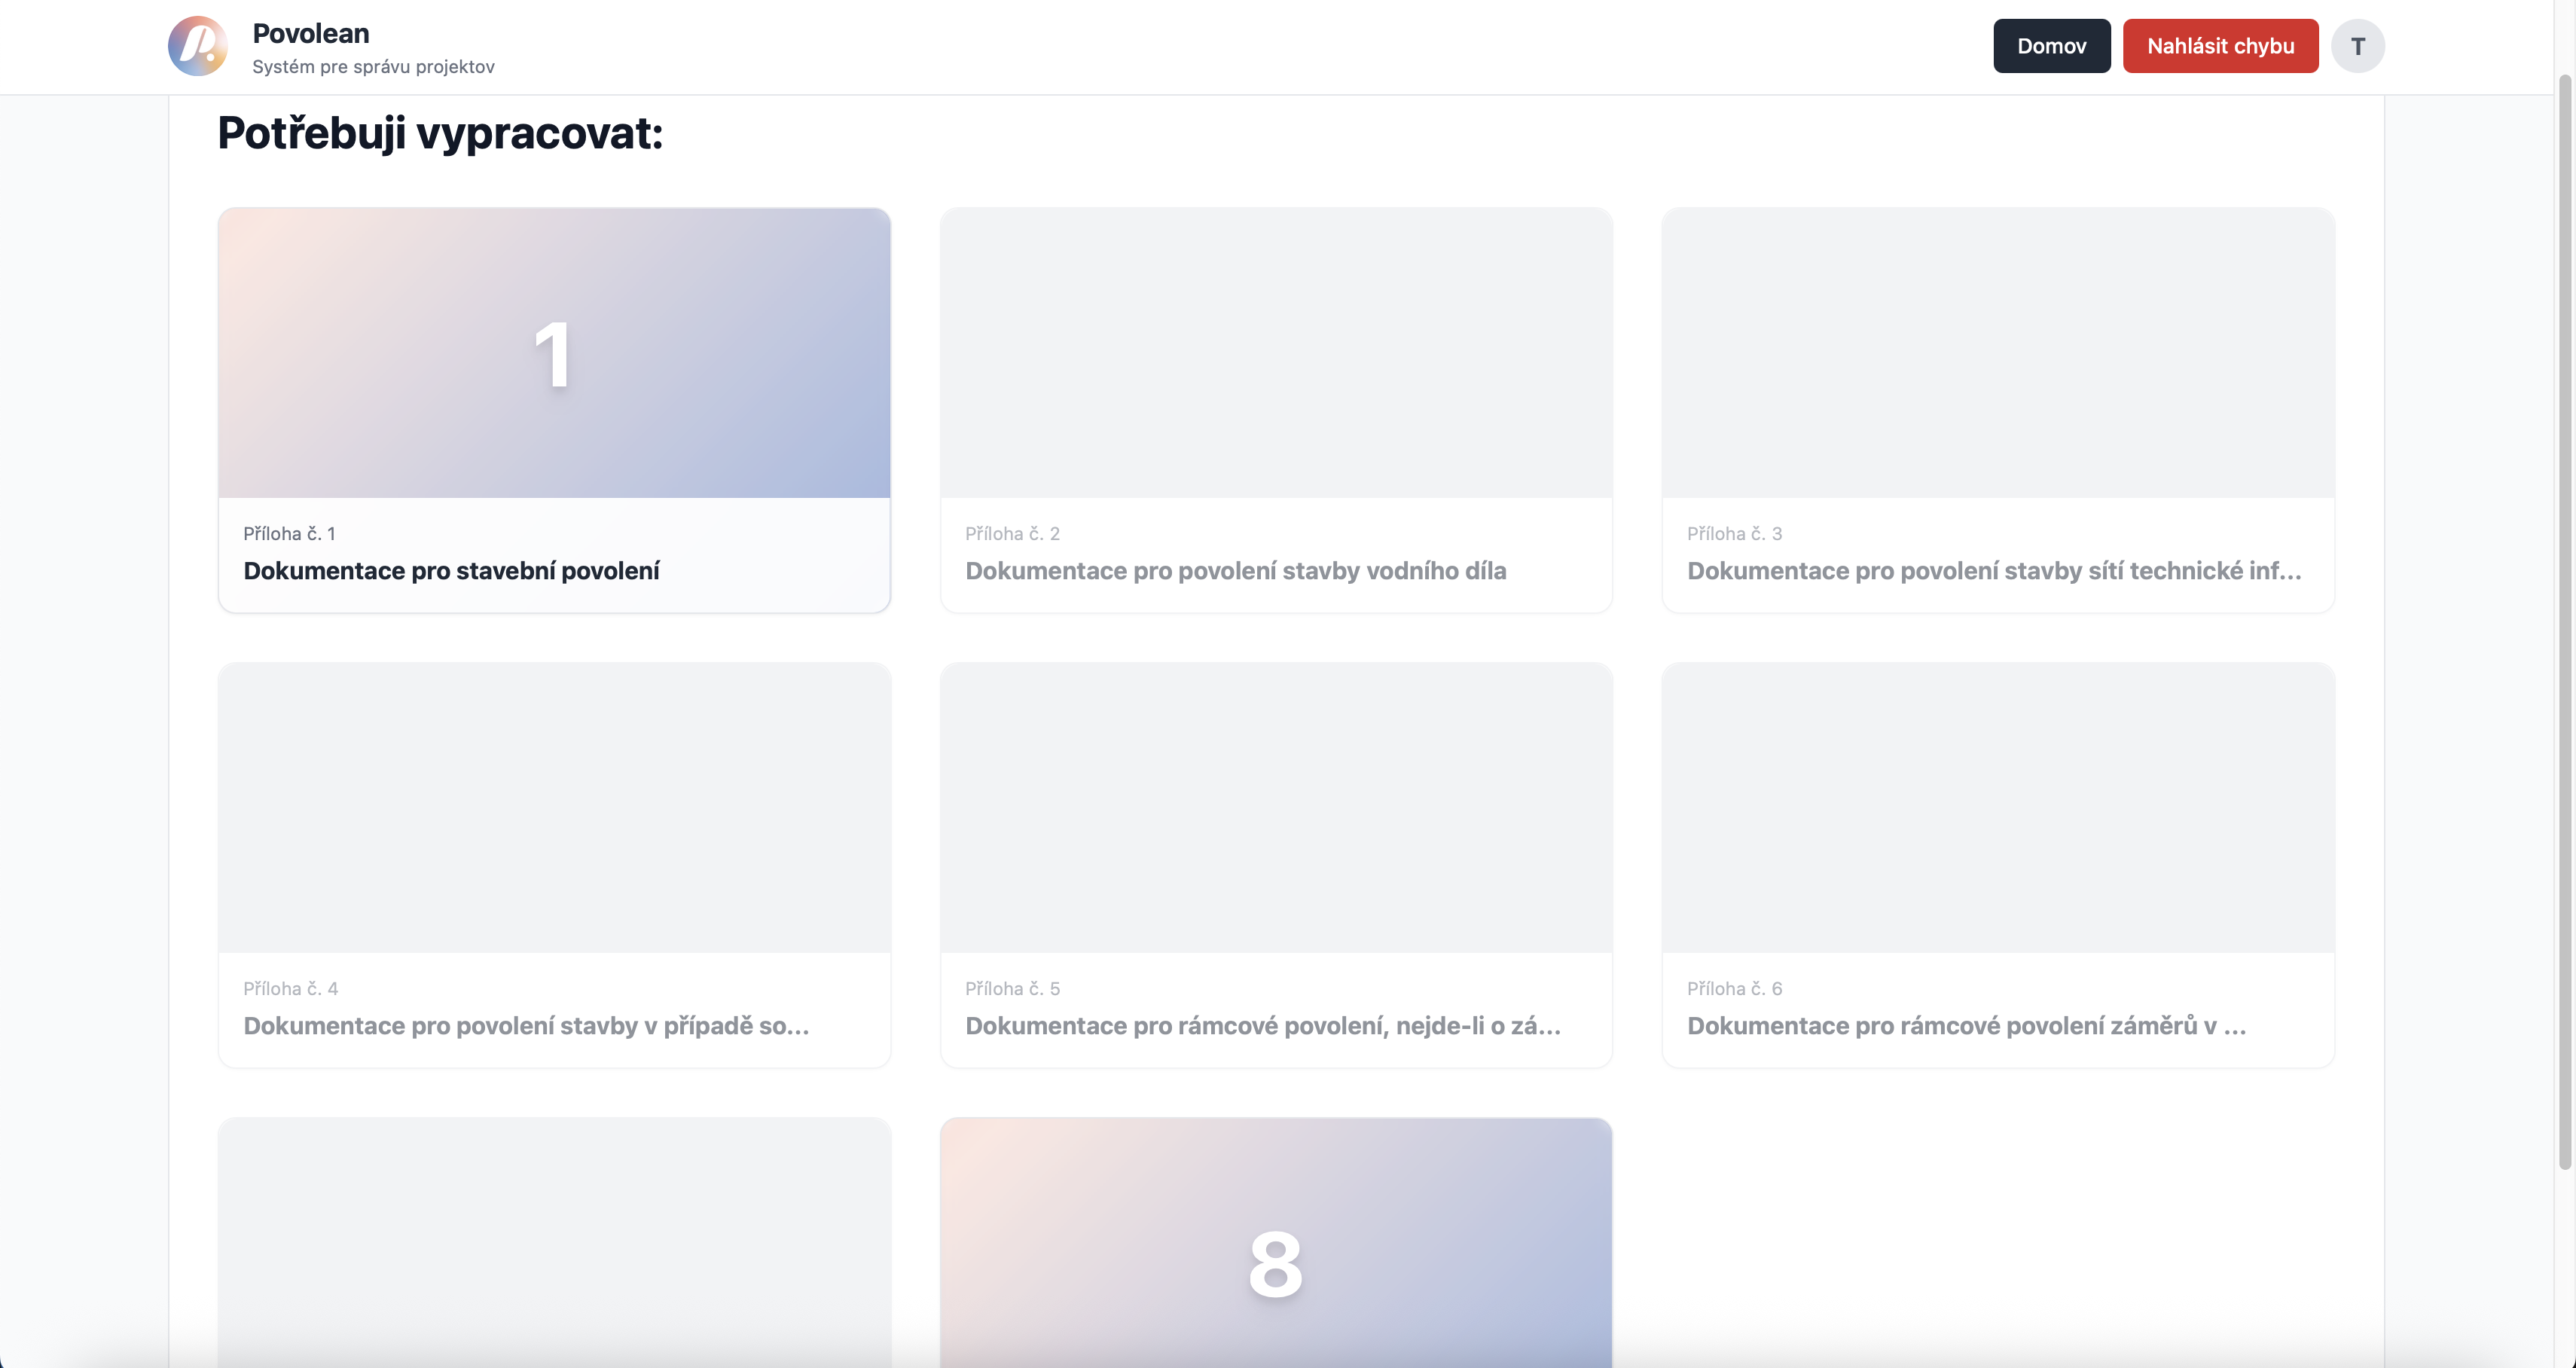 Povolean
Systém pre správu projektov
Domov
Nahlásit chybu
T
Potřebuji vypracovat:
1
Příloha č. 1
Dokumentace pro stavební povolení
Příloha č. 2
Dokumentace pro povolení stavby vodního díla
Příloha č. 3
Dokumentace pro povolení stavby sítí technické inf...
Příloha č. 4
Dokumentace pro povolení stavby v případě so...
Příloha č. 5
Dokumentace pro rámcové povolení, nejde-li o zá...
Příloha č. 6
Dokumentace pro rámcové povolení záměrů v ...
8